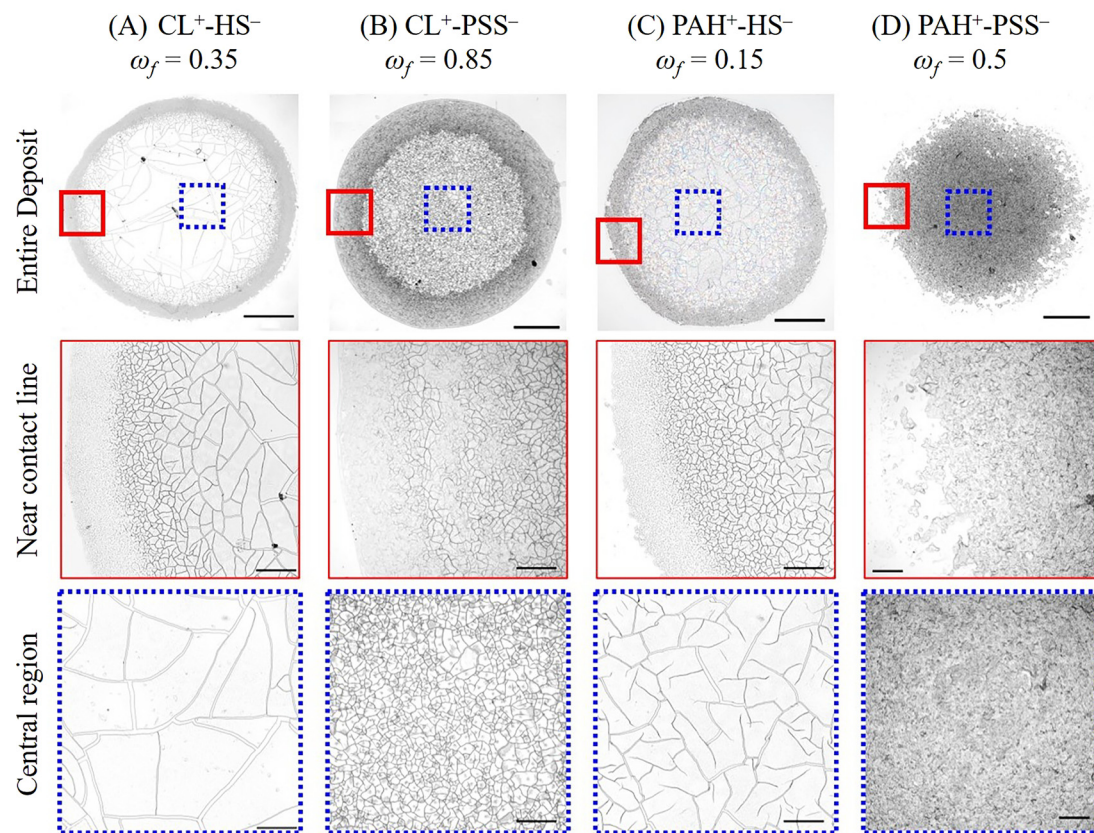 (A) CL⁺-HS⁻
ω_f = 0.35
(B) CL⁺-PSS⁻
ω_f = 0.85
(C) PAH⁺-HS⁻
ω_f = 0.15
(D) PAH⁺-PSS⁻
ω_f = 0.5
Entire Deposit
Near contact line
Central region